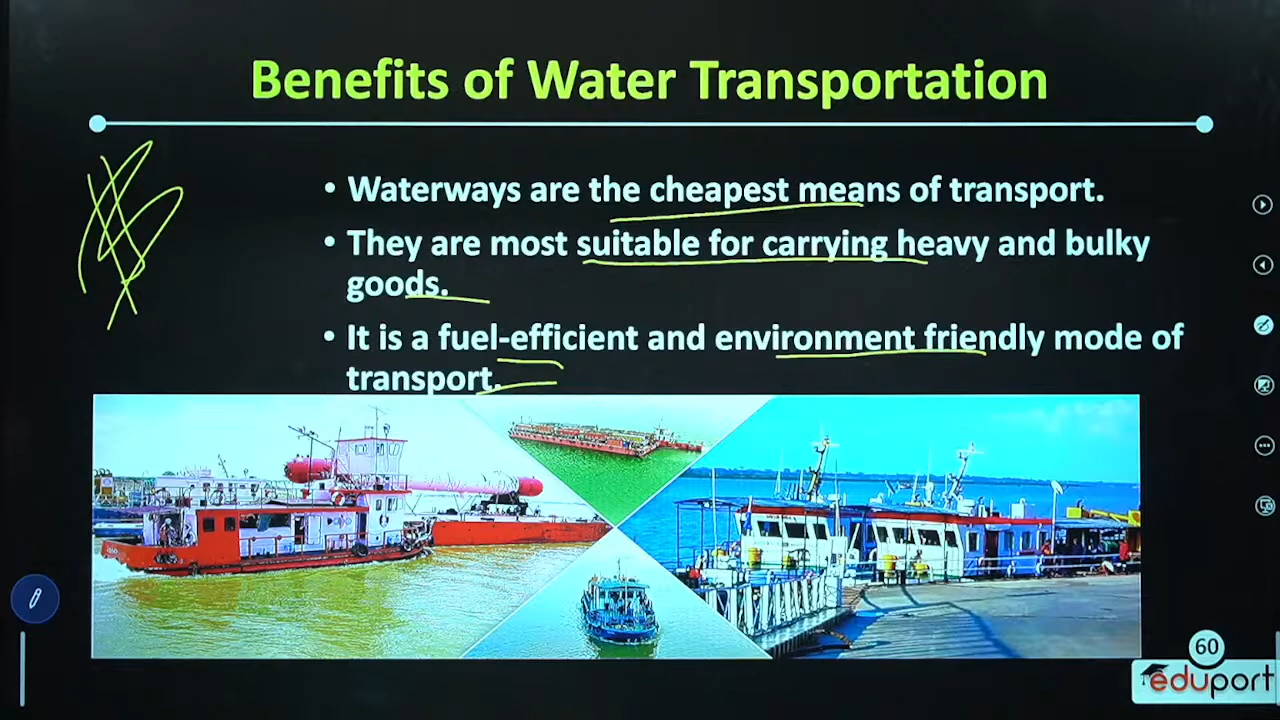 Benefits of Water Transportation
• Waterways are the cheapest means of transport.
• They are most suitable for carrying heavy and bulky
goods.
• It is a fuel-efficient and environment friendly mode of
transport.
60
eduport